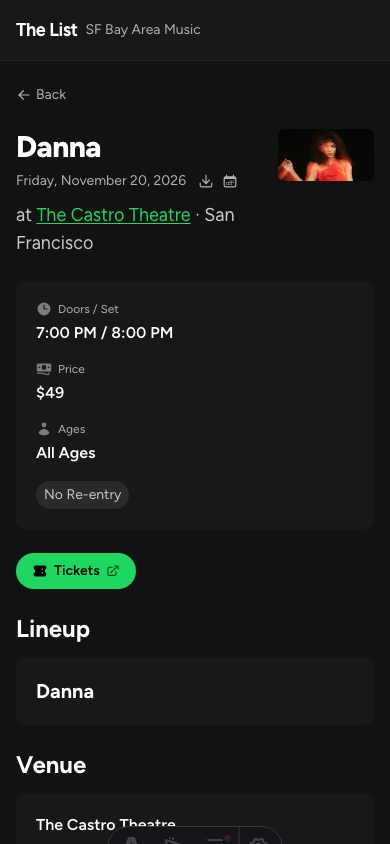 The List SF Bay Area Music
Back
Danna
Friday, November 20, 2026
at The Castro Theatre · San
Francisco
Doors / Set
7:00 PM / 8:00 PM
Price
$49
Ages
All Ages
No Re-entry
Tickets
Lineup
Danna
Venue
The Castro Theatre